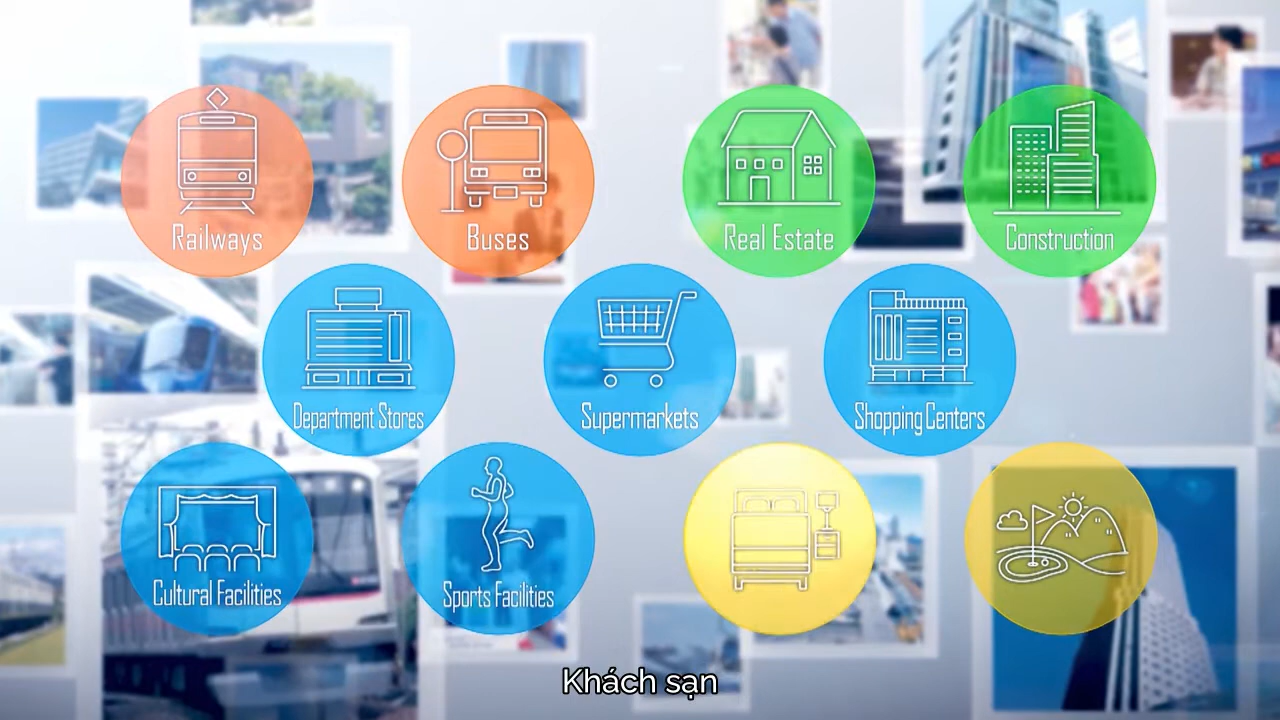 Railways
Buses
Real Estate
Construction
Department Stores
Supermarkets
Shopping Centers
Cultural Facilities
Sports Facilities
Khách sạn